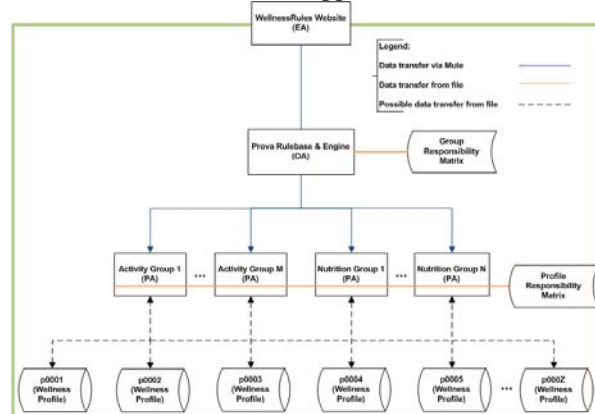 WellnessRules Website
(EA)
Legend:
Data transfer via Mule
Data transfer from file
Possible data transfer from file
Prova Rulebase & Engine
(OA)
Group
Responsibility
Matrix
Activity Group 1
(PA)
...
Activity Group M
(PA)
Nutrition Group 1
(PA)
...
Nutrition Group N
(PA)
Profile
Responsibility
Matrix
p0001
(Wellness
Profile)
p0002
(Wellness
Profile)
p0003
(Wellness
Profile)
p0004
(Wellness
Profile)
p0005
(Wellness
Profile)
...
p000Z
(Wellness
Profile)